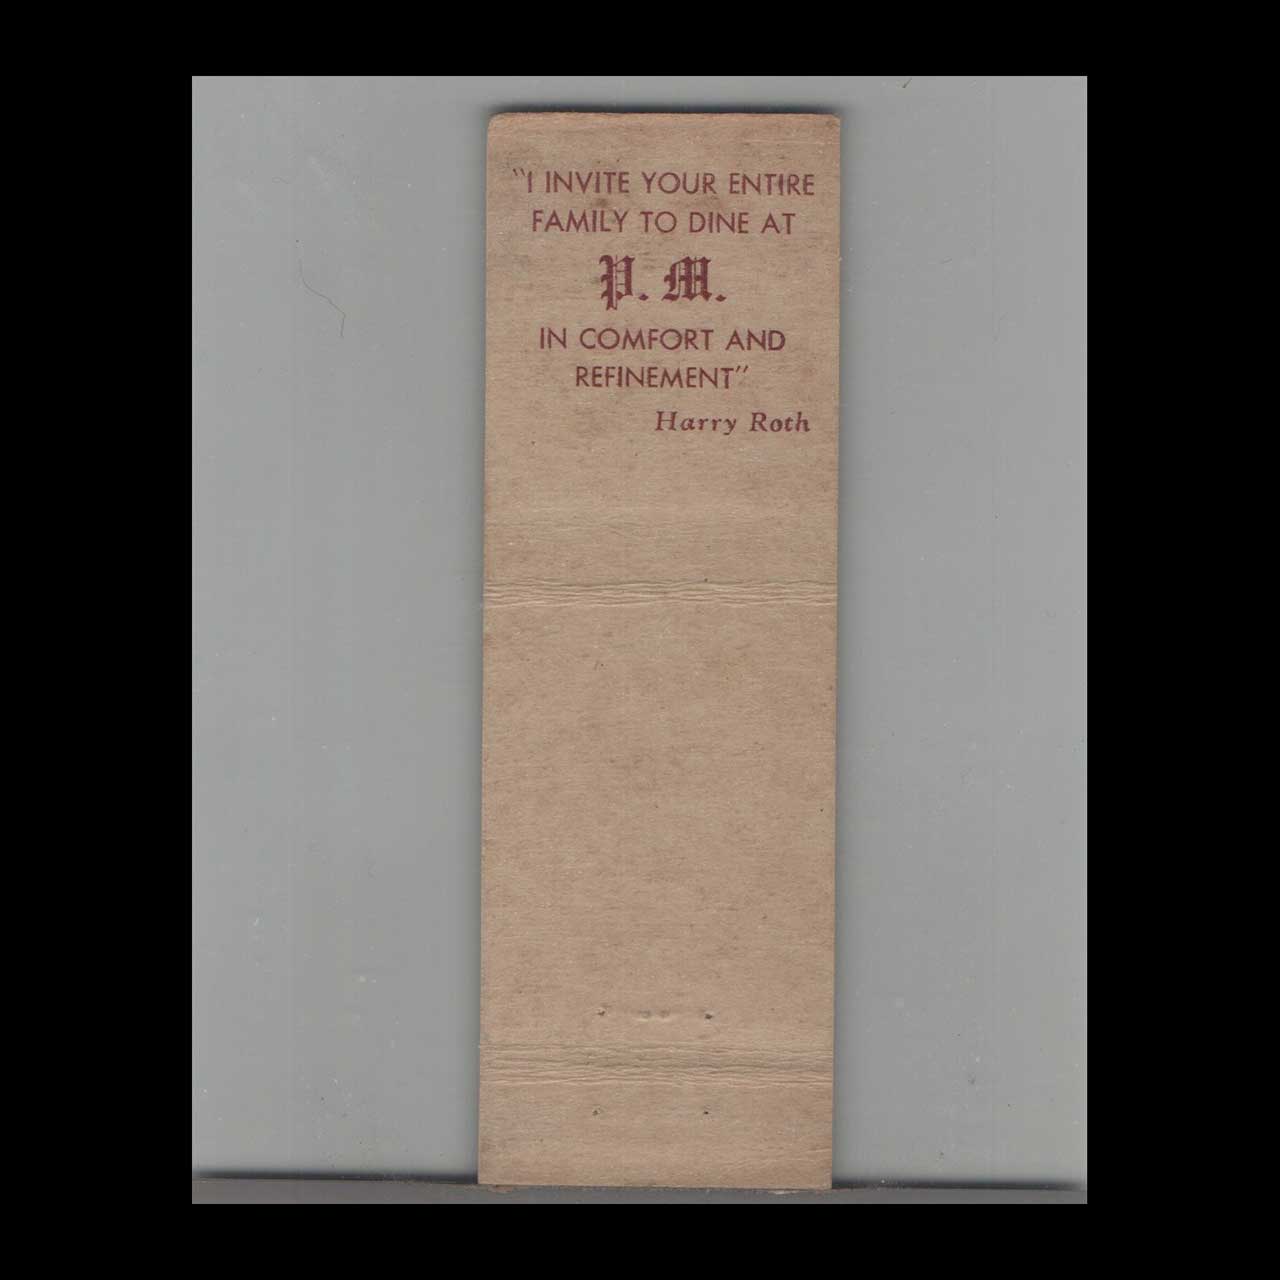 "I INVITE YOUR ENTIRE
FAMILY TO DINE AT
P. M.
IN COMFORT AND
REFINEMENT"
Harry Roth